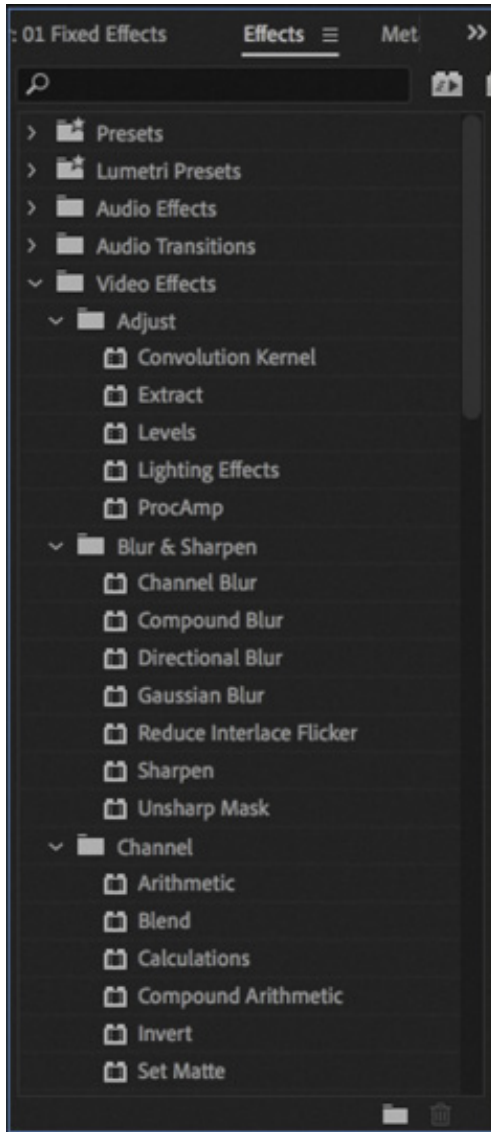 : 01 Fixed Effects Effects Met
Presets
Lumetri Presets
Audio Effects
Audio Transitions
Video Effects
Adjust
Convolution Kernel
Extract
Levels
Lighting Effects
ProcAmp
Blur & Sharpen
Channel Blur
Compound Blur
Directional Blur
Gaussian Blur
Reduce Interlace Flicker
Sharpen
Unsharp Mask
Channel
Arithmetic
Blend
Calculations
Compound Arithmetic
Invert
Set Matte